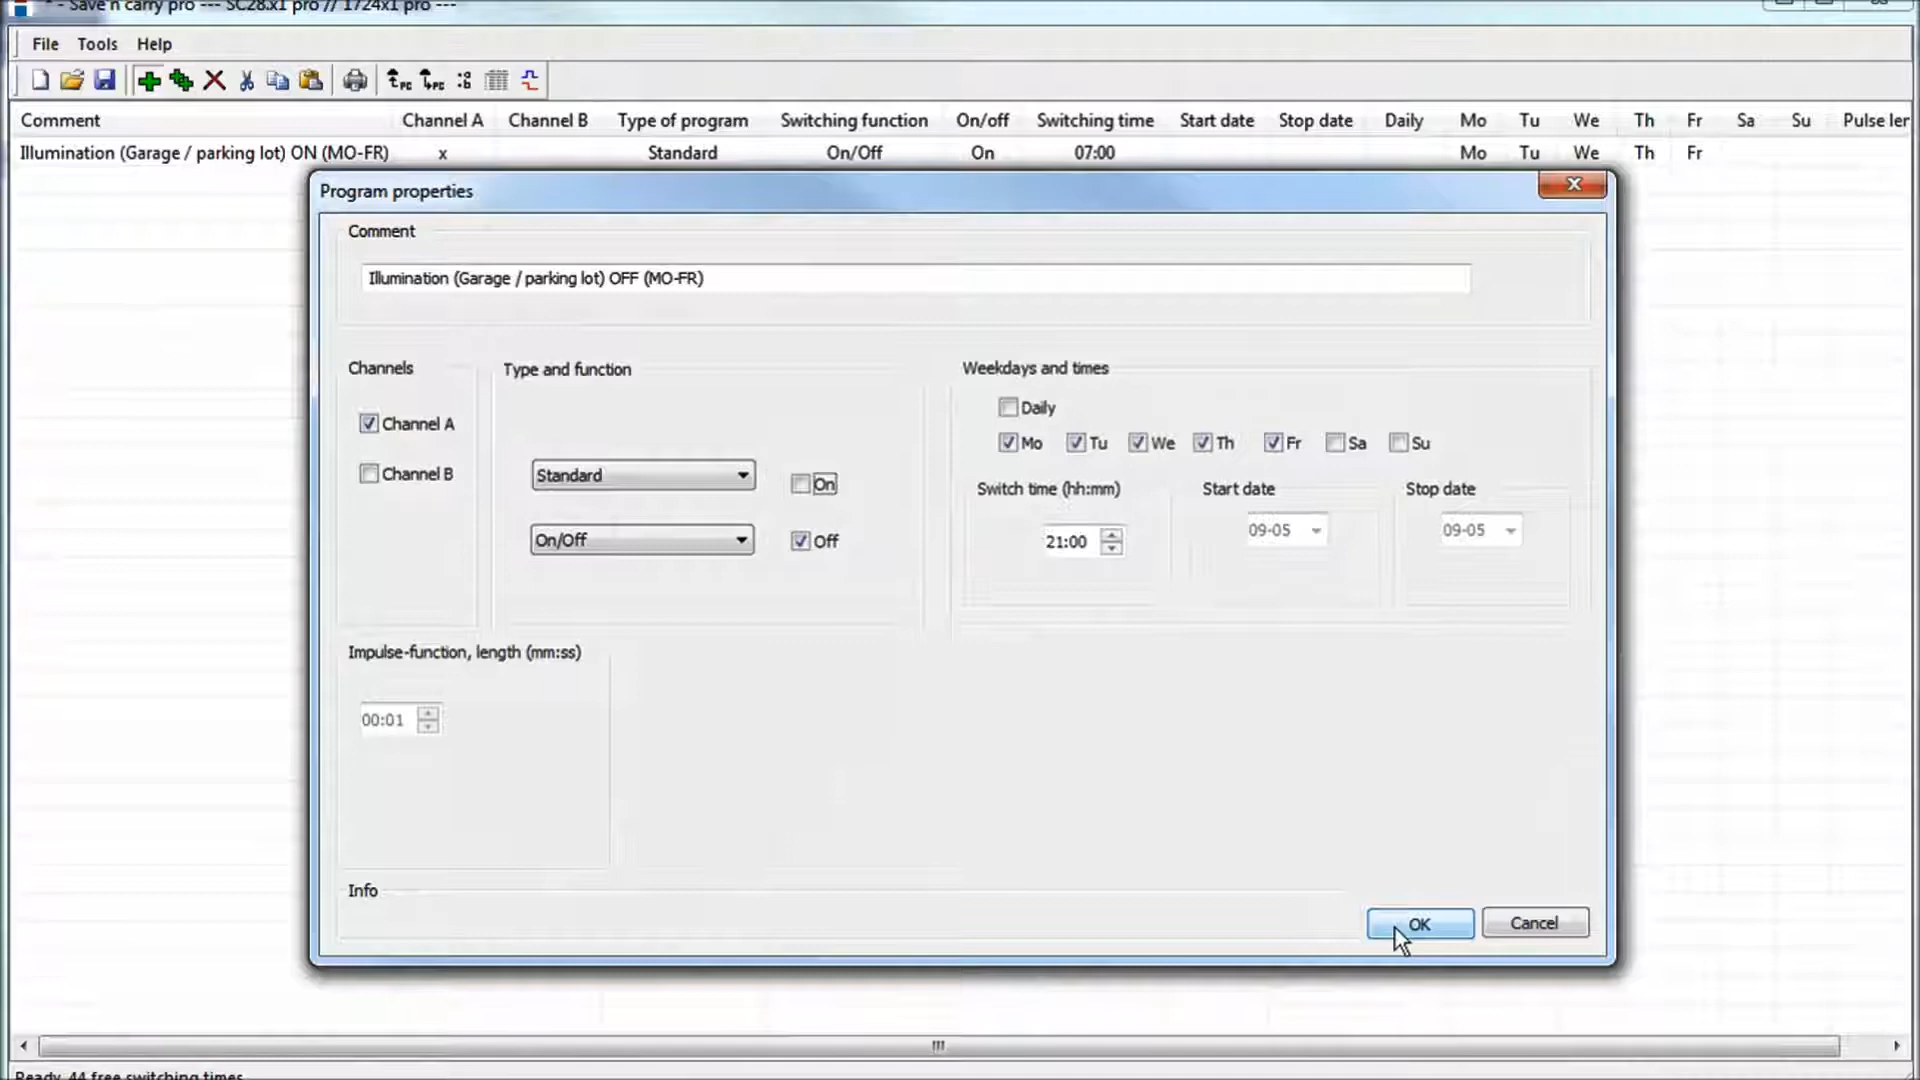 * - Save'n carry pro --- SC28.x1 pro // 1724x1 pro ---
File Tools Help
PC PC
Comment Channel A Channel B Type of program Switching function On/off Switching time Start date Stop date Daily Mo Tu We Th Fr Sa Su Pulse ler
Illumination (Garage / parking lot) ON (MO-FR) x Standard On/Off On 07:00 Mo Tu We Th Fr
Program properties
Comment
Illumination (Garage / parking lot) OFF (MO-FR)
Channels
Type and function
Weekdays and times
Daily
Channel A
Mo Tu We Th Fr Sa Su
Channel B
Standard
On
Switch time (hh:mm)
Start date
Stop date
On/Off
Off
21:00
09-05
09-05
Impulse-function, length (mm:ss)
00:01
Info
OK
Cancel
Ready, 44 free switching times